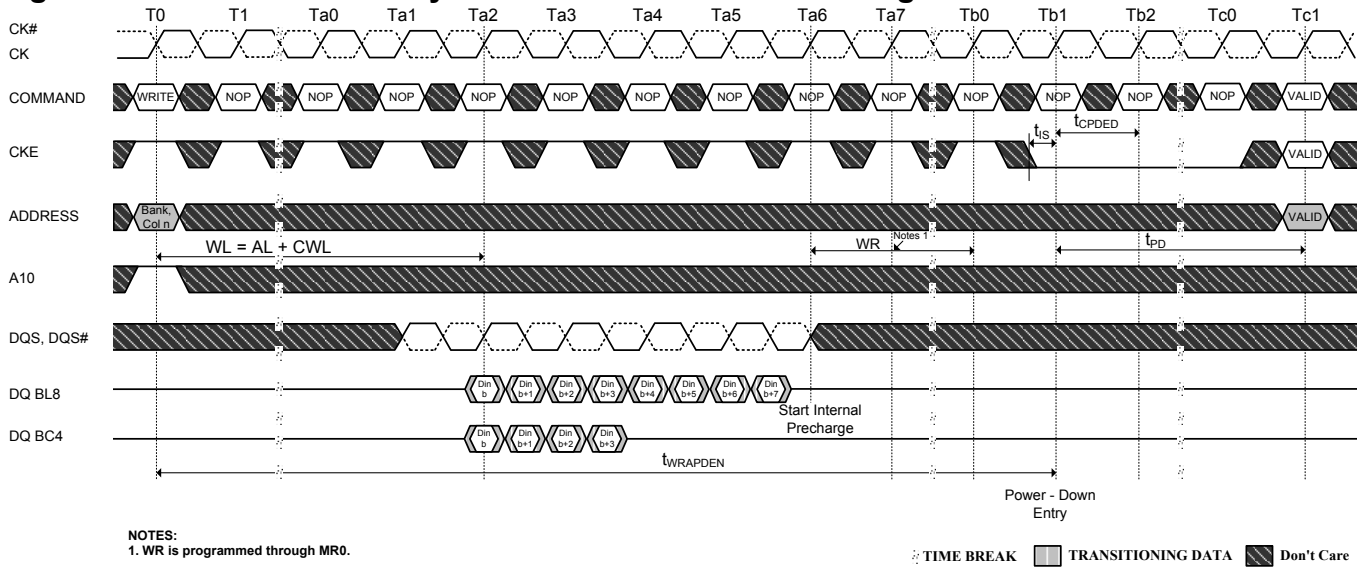 T0 T1 Ta0 Ta1 Ta2 Ta3 Ta4 Ta5 Ta6 Ta7 Tb0 Tb1 Tb2 Tc0 Tc1
CK#
CK
COMMAND WRITE NOP NOP NOP NOP NOP NOP NOP NOP NOP NOP NOP NOP NOP VALID
tIS tCPDED
CKE VALID
ADDRESS Bank, Col n VALID
WL = AL + CWL WR Notes 1 tPD
A10
DQS, DQS#
DQ BL8 Din b Din b+1 Din b+2 Din b+3 Din b+4 Din b+5 Din b+6 Din b+7
Start Internal
Precharge
DQ BC4 Din b Din b+1 Din b+2 Din b+3
tWRAPDEN
Power - Down
Entry
NOTES:
1. WR is programmed through MR0.
TIME BREAK TRANSITIONING DATA Don't Care